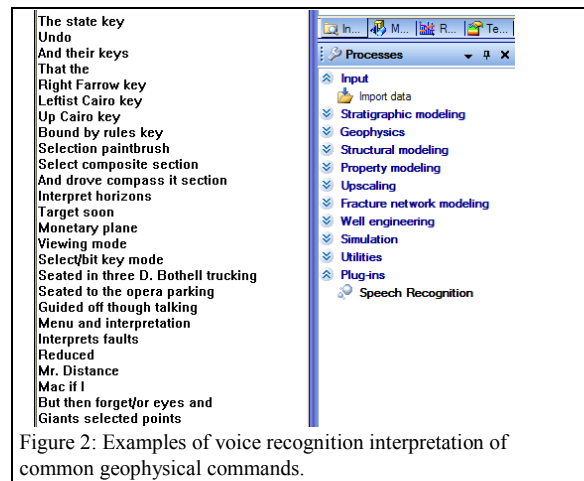 The state key
Undo
And their keys
That the
Right Farrow key
Leftist Cairo key
Up Cairo key
Bound by rules key
Selection paintbrush
Select composite section
And drove compass it section
Interpret horizons
Target soon
Monetary plane
Viewing mode
Select/bit key mode
Seated in three D. Bothell trucking
Seated to the opera parking
Guided off though talking
Menu and interpretation
Interprets faults
Reduced
Mr. Distance
Mac if I
But then forget/or eyes and
Giants selected points
In... M... R... Te...
Processes
Input
Import data
Stratigraphic modeling
Geophysics
Structural modeling
Property modeling
Upscaling
Fracture network modeling
Well engineering
Simulation
Utilities
Plug-ins
Speech Recognition
Figure 2: Examples of voice recognition interpretation of
common geophysical commands.